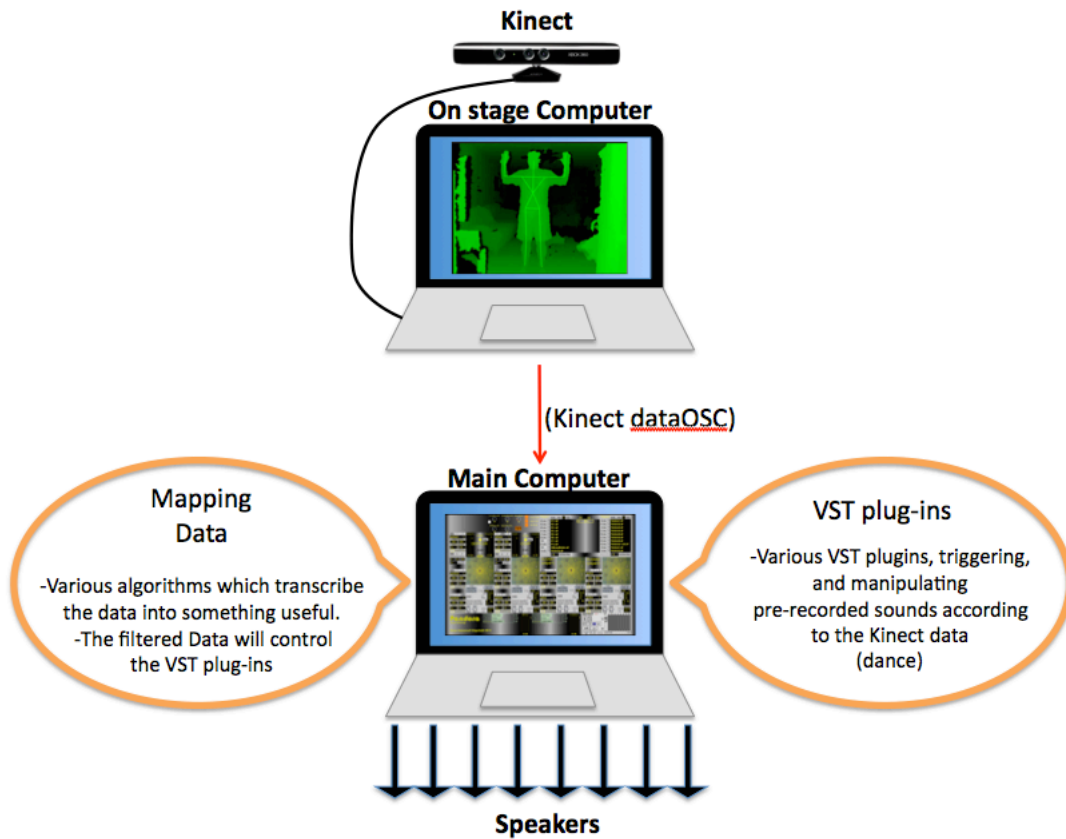 Kinect
XBOX 360
On stage Computer
(Kinect dataOSC)
Main Computer
Mapping
Data
-Various algorithms which transcribe
the data into something useful.
-The filtered Data will control
the VST plug-ins
VST plug-ins
-Various VST plugins, triggering,
and manipulating
pre-recorded sounds according
to the Kinect data
(dance)
Speakers